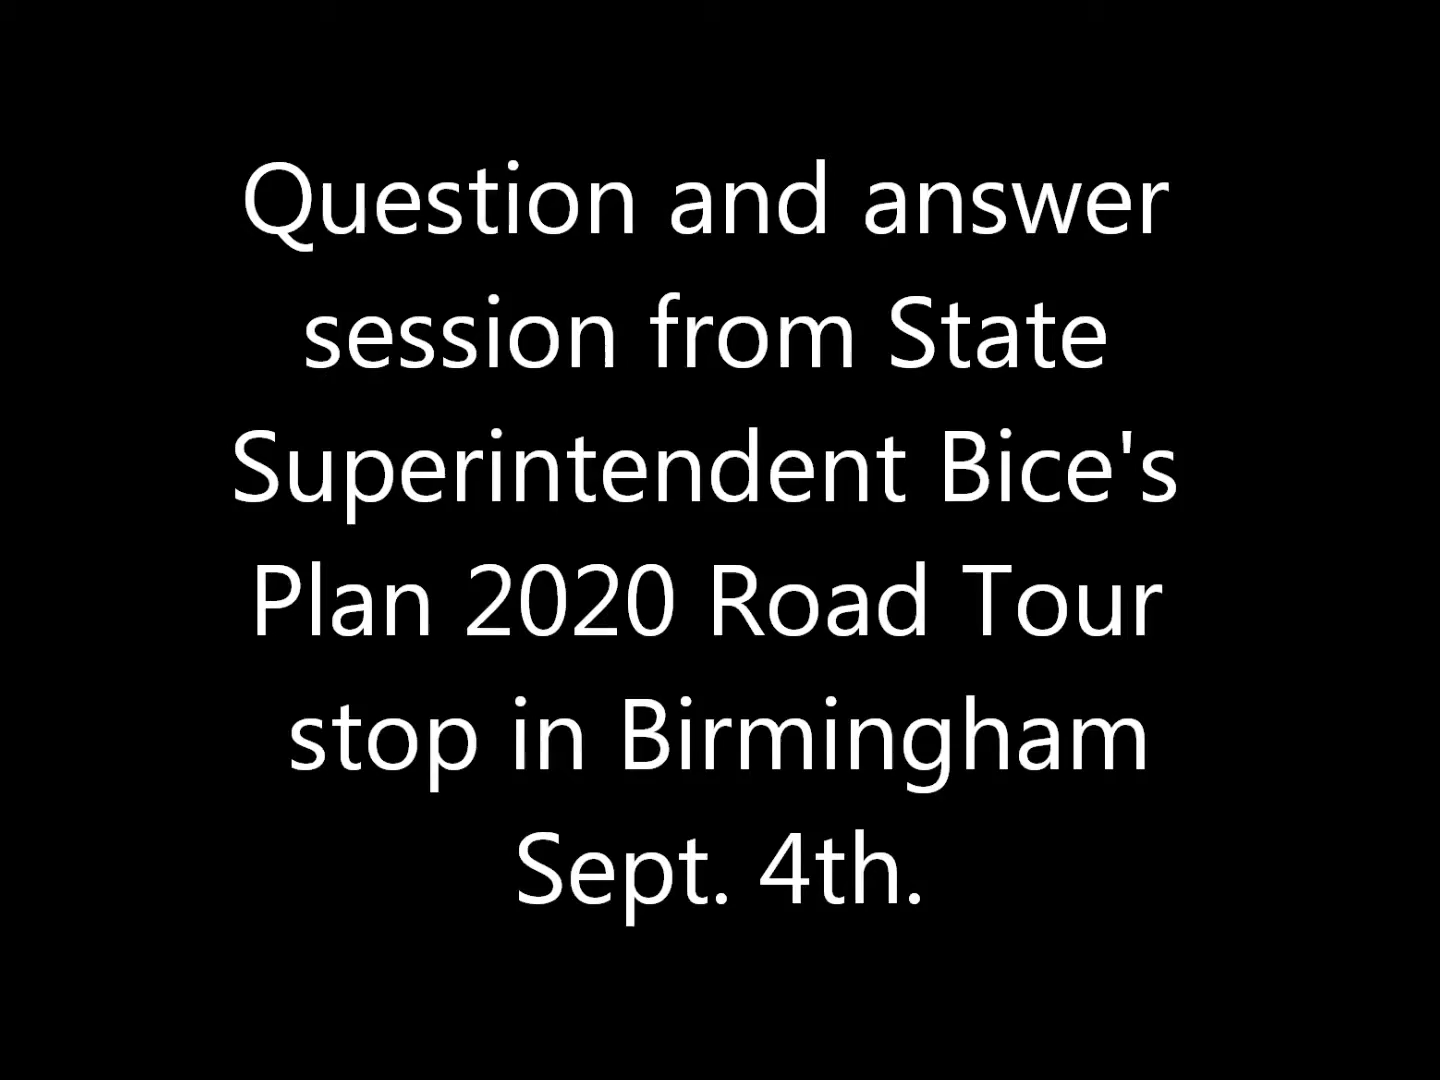 Question and answer
session from State
Superintendent Bice's
Plan 2020 Road Tour
stop in Birmingham
Sept. 4th.